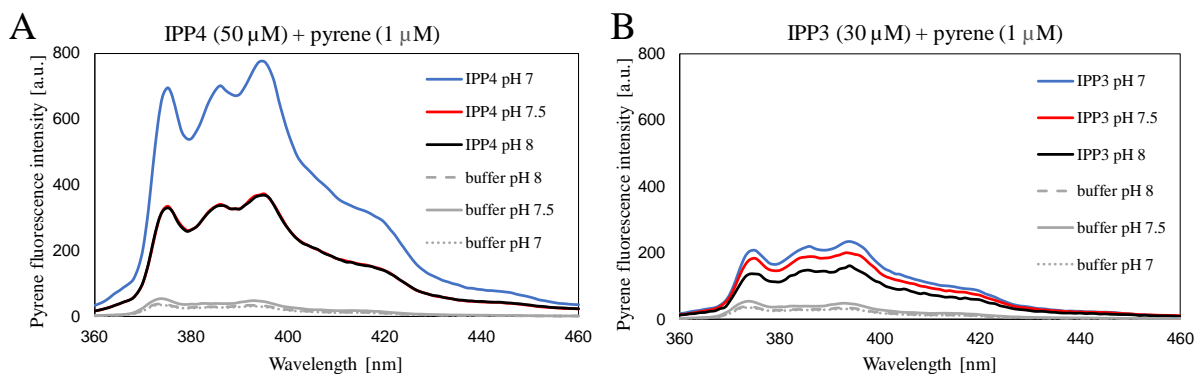 A
IPP4 (50 µM) + pyrene (1 µM)
Pyrene fluorescence intensity [a.u.]
800
600
400
200
0
360
380
400
420
440
460
Wavelength [nm]
IPP4 pH 7
IPP4 pH 7.5
IPP4 pH 8
buffer pH 8
buffer pH 7.5
buffer pH 7
B
IPP3 (30 µM) + pyrene (1 µM)
Pyrene fluorescence intensity [a.u.]
800
600
400
200
0
360
380
400
420
440
460
Wavelength [nm]
IPP3 pH 7
IPP3 pH 7.5
IPP3 pH 8
buffer pH 8
buffer pH 7.5
buffer pH 7